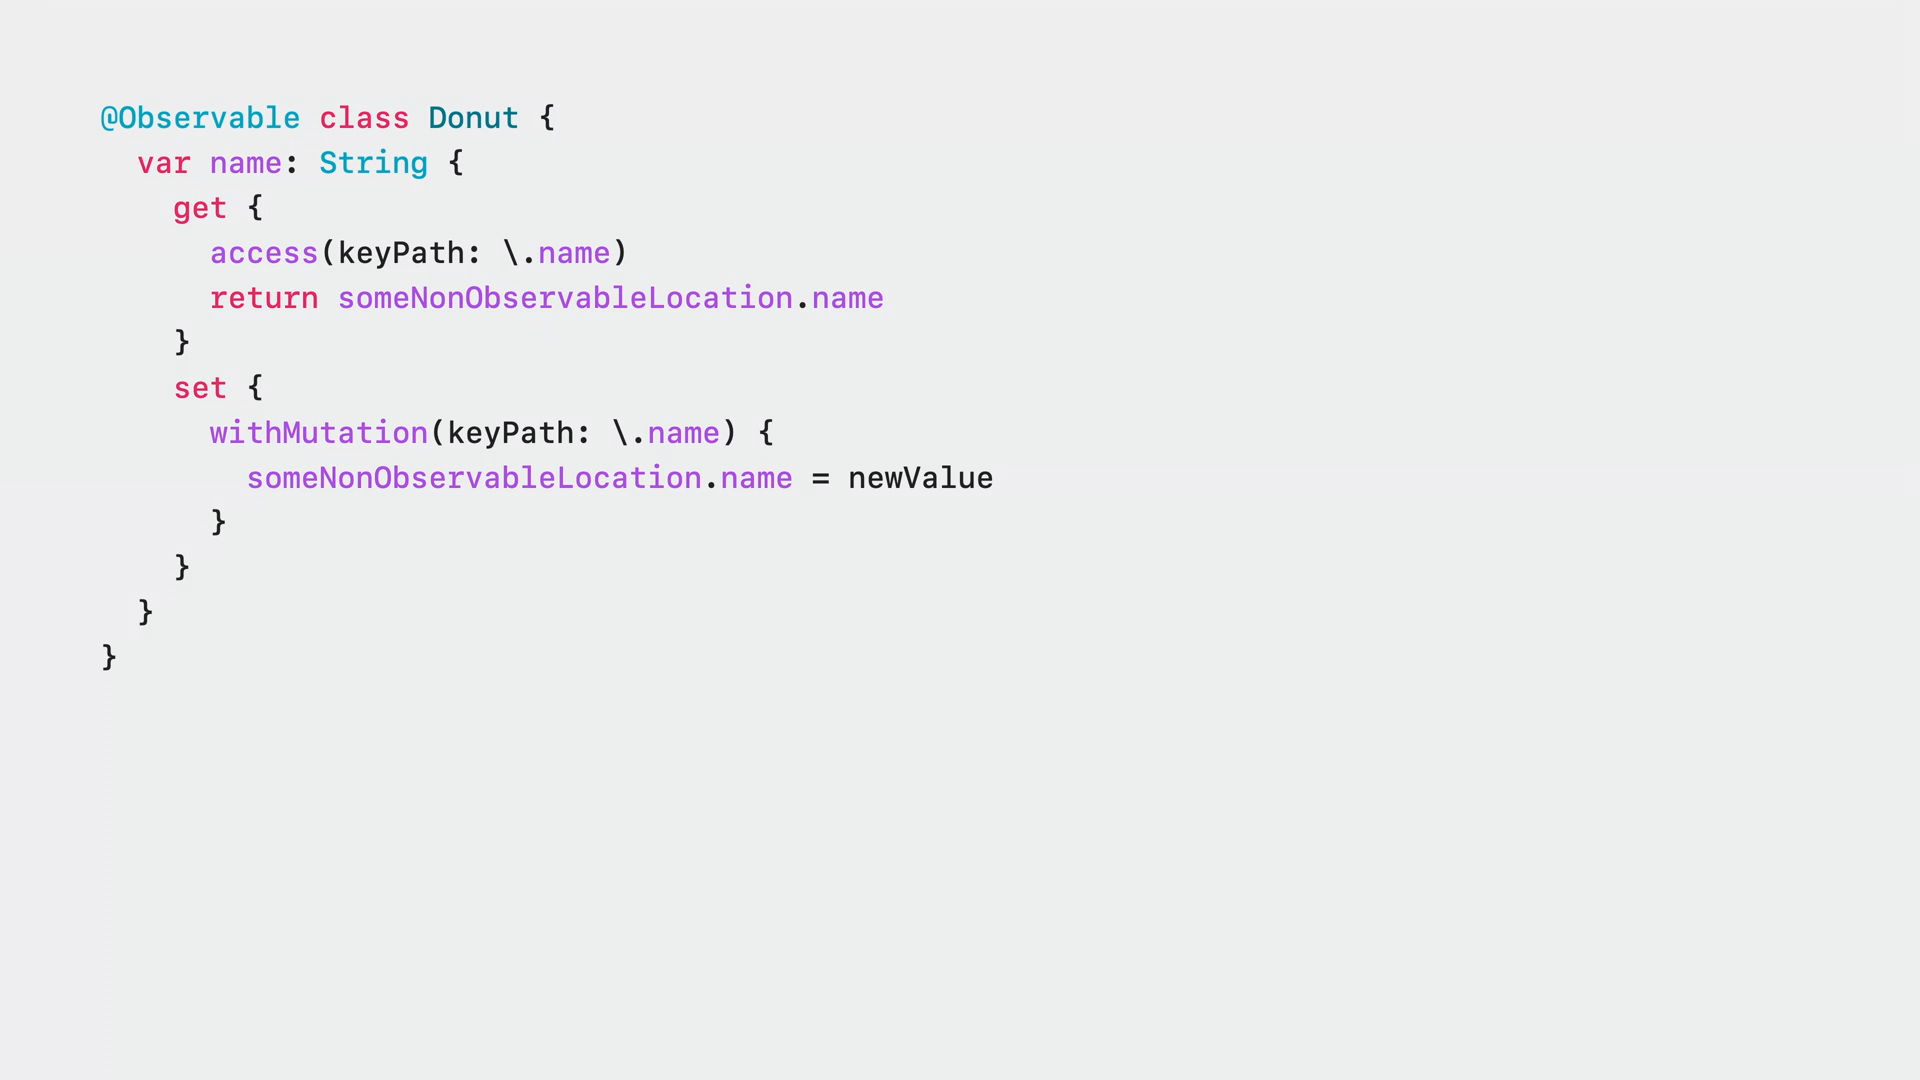 @Observable class Donut {
  var name: String {
    get {
      access(keyPath: \.name)
      return someNonObservableLocation.name
    }
    set {
      withMutation(keyPath: \.name) {
        someNonObservableLocation.name = newValue
      }
    }
  }
}